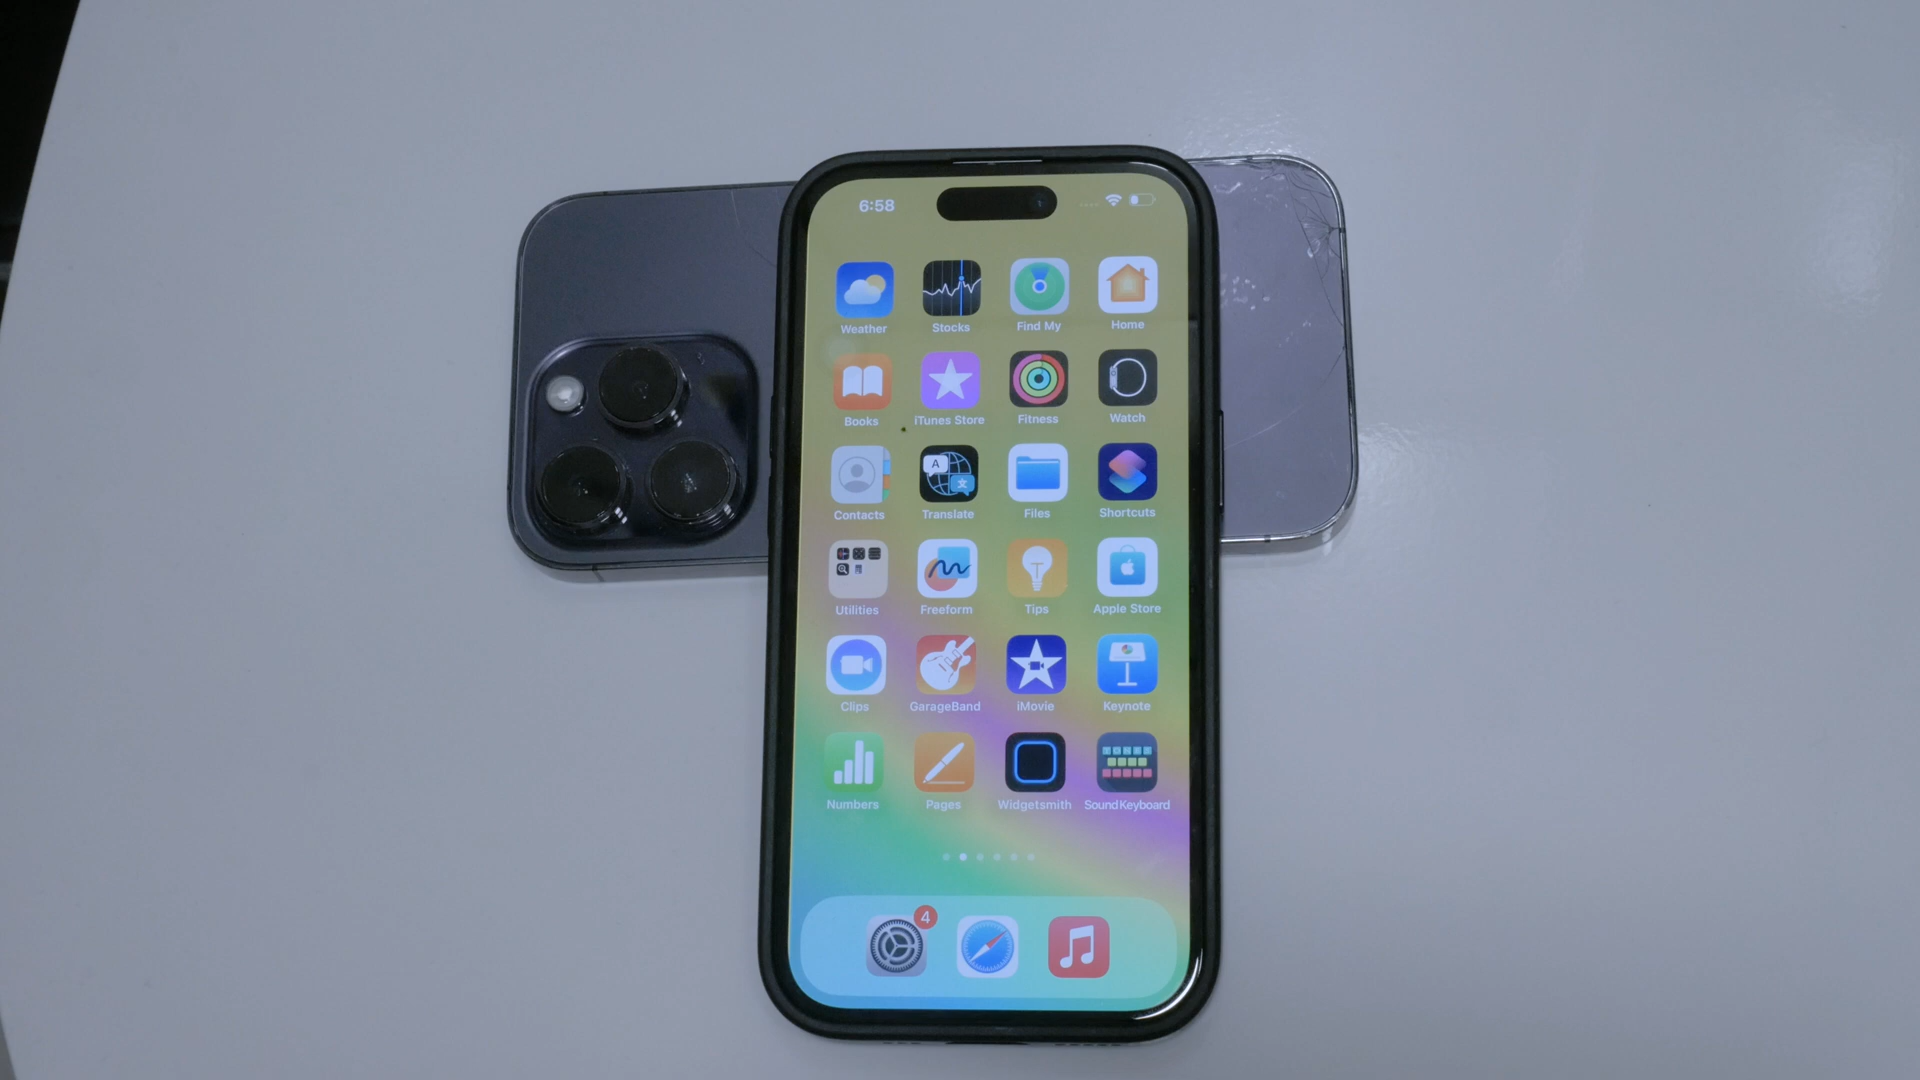 6:58
Weather Stocks Find My Home
Books iTunes Store Fitness Watch
A 文
Contacts Translate Files Shortcuts
Utilities Freeform Tips Apple Store
Clips GarageBand iMovie Keynote
Numbers Pages Widgetsmith SoundKeyboard
4